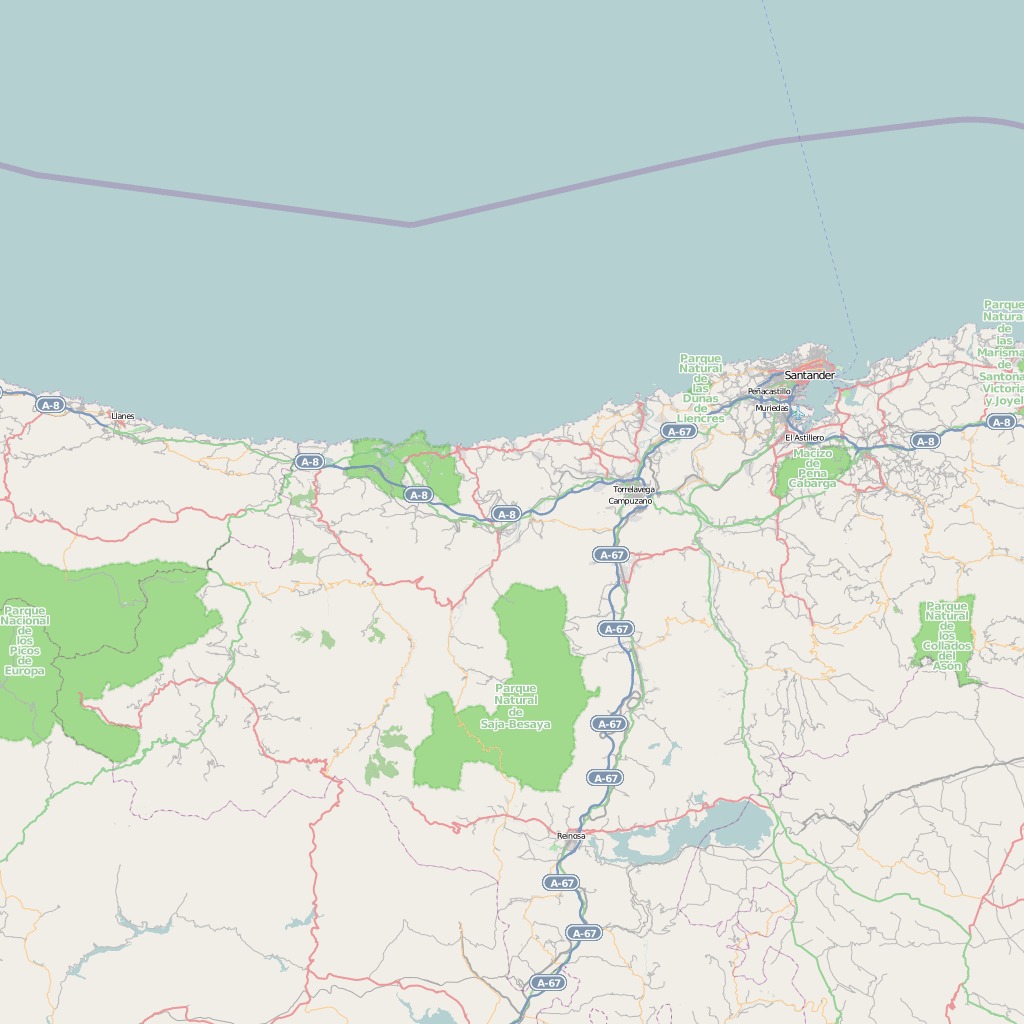 Parque
Natura
de
las
Marisma
de
Santoña
Victoria
y Joyel
Parque
Natural
de
las
Dunas
de
Liencres
Santander
Peñacastillo
Muriedas
A-8
Llanes
A-8
A-67
El Astillero
A-8
Macizo
de
Peña
Cabarga
A-8
A-8
Torrelavega
Campuzano
A-8
A-67
Parque
Nacional
de
los
Picos
de
Europa
Parque
Natural
de
los
Collados
del
Asón
A-67
Parque
Natural
de
Saja-Besaya
A-67
A-67
Reinosa
A-67
A-67
A-67